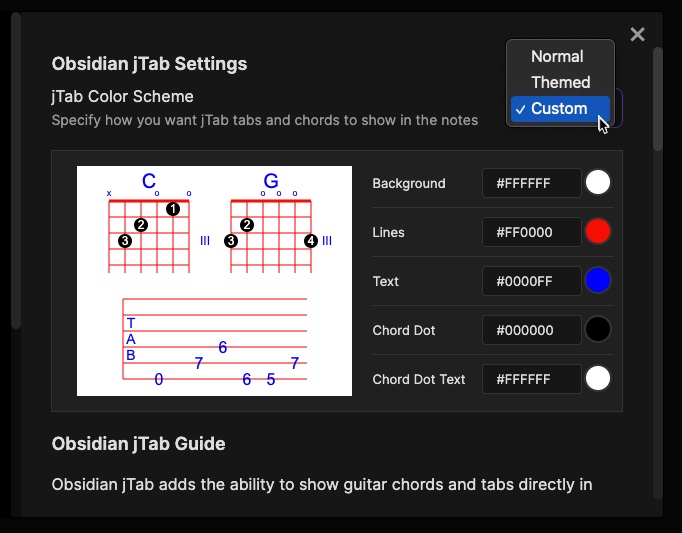 Obsidian jTab Settings
Normal
Themed
✓ Custom
jTab Color Scheme
Specify how you want jTab tabs and chords to show in the notes
C
G
x o o
o o o
1
2
3
III
2
3
4
III
T
A
B
6
7
7
0
6
5
Background
#FFFFFF
Lines
#FF0000
Text
#0000FF
Chord Dot
#000000
Chord Dot Text
#FFFFFF
Obsidian jTab Guide
Obsidian jTab adds the ability to show guitar chords and tabs directly in